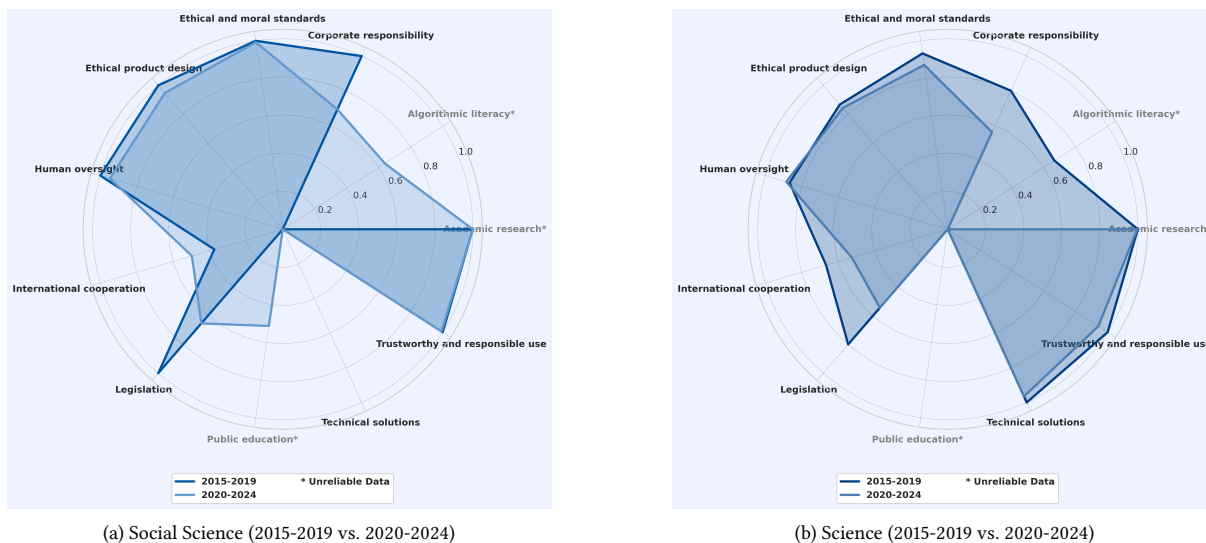 Ethical and moral standards
Corporate responsibility
Ethical product design
Algorithmic literacy*
1.0
0.8
Human oversight
0.6
0.4
0.2
Academic research*
International cooperation
Trustworthy and responsible use
Legislation
Technical solutions
Public education*
2015-2019
* Unreliable Data
2020-2024
(a) Social Science (2015-2019 vs. 2020-2024)
Ethical and moral standards
Corporate responsibility
Ethical product design
Algorithmic literacy*
1.0
0.8
Human oversight
0.6
0.4
0.2
Academic research*
International cooperation
Trustworthy and responsible use
Legislation
Technical solutions
Public education*
2015-2019
* Unreliable Data
2020-2024
(b) Science (2015-2019 vs. 2020-2024)